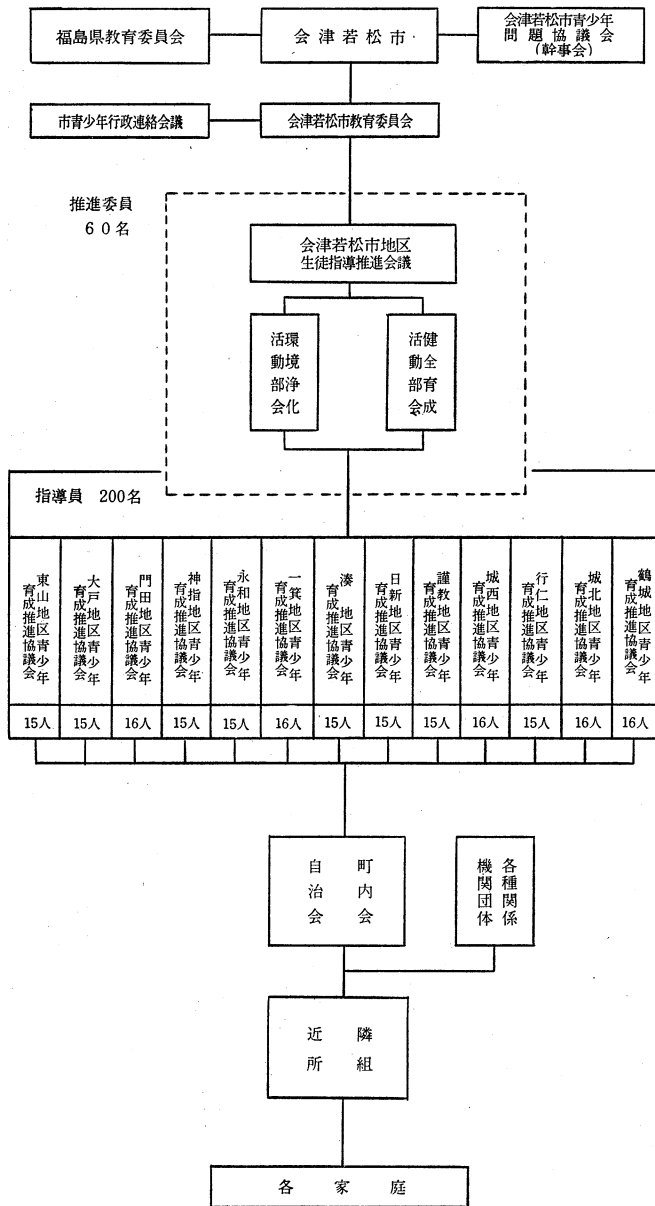 福島県教育委員会
会津若松市
会津若松市青少年
問題協議会
(幹事会)
市青少年行政連絡会議
会津若松市教育委員会
推進委員
60名
会津若松市地区
生徒指導推進会議
環境浄化
活動部会
健全育成
活動部会
指導員 200名
東山地区青少年
育成推進協議会
大戸地区青少年
育成推進協議会
門田地区青少年
育成推進協議会
神指地区青少年
育成推進協議会
永和地区青少年
育成推進協議会
一箕地区青少年
育成推進協議会
湊 地区青少年
育成推進協議会
日新地区青少年
育成推進協議会
謹教地区青少年
育成推進協議会
城西地区青少年
育成推進協議会
行仁地区青少年
育成推進協議会
城北地区青少年
育成推進協議会
鶴城地区青少年
育成推進協議会
15人
15人
16人
15人
15人
16人
15人
15人
15人
16人
15人
16人
16人
町内会
自治会
各種関係
機関団体
隣組
近所
各家庭